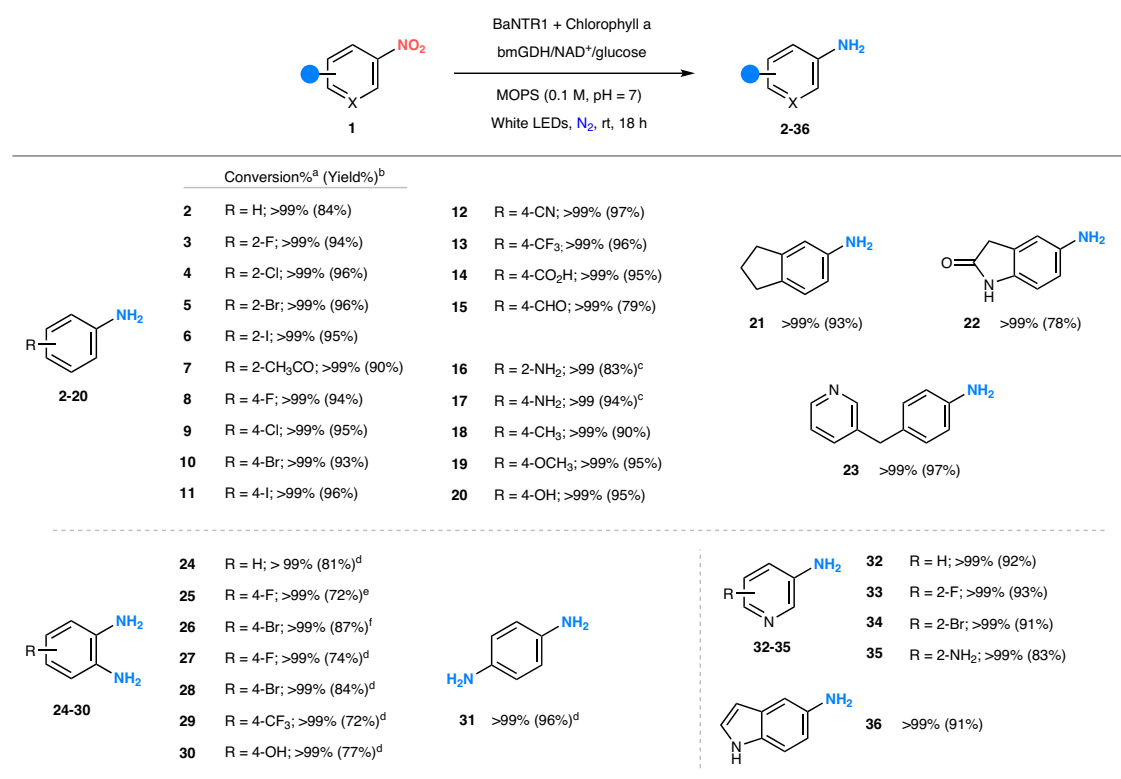 BaNTR1 + Chlorophyll a
bmGDH/NAD⁺/glucose
MOPS (0.1 M, pH = 7)
White LEDs, N₂, rt, 18 h
NO₂
X
1
NH₂
X
2-36
Conversion%ᵃ (Yield%)ᵇ
R
NH₂
2-20
2 R = H; >99% (84%)
3 R = 2-F; >99% (94%)
4 R = 2-Cl; >99% (96%)
5 R = 2-Br; >99% (96%)
6 R = 2-I; >99% (95%)
7 R = 2-CH₃CO; >99% (90%)
8 R = 4-F; >99% (94%)
9 R = 4-Cl; >99% (95%)
10 R = 4-Br; >99% (93%)
11 R = 4-I; >99% (96%)
12 R = 4-CN; >99% (97%)
13 R = 4-CF₃; >99% (96%)
14 R = 4-CO₂H; >99% (95%)
15 R = 4-CHO; >99% (79%)
16 R = 2-NH₂; >99 (83%)ᶜ
17 R = 4-NH₂; >99 (94%)ᶜ
18 R = 4-CH₃; >99% (90%)
19 R = 4-OCH₃; >99% (95%)
20 R = 4-OH; >99% (95%)
NH₂
21 >99% (93%)
O
N
H
NH₂
22 >99% (78%)
N
NH₂
23 >99% (97%)
R
NH₂
NH₂
24-30
24 R = H; > 99% (81%)ᵈ
25 R = 4-F; >99% (72%)ᵉ
26 R = 4-Br; >99% (87%)ᶠ
27 R = 4-F; >99% (74%)ᵈ
28 R = 4-Br; >99% (84%)ᵈ
29 R = 4-CF₃; >99% (72%)ᵈ
30 R = 4-OH; >99% (77%)ᵈ
NH₂
H₂N
31 >99% (96%)ᵈ
R
NH₂
N
32-35
32 R = H; >99% (92%)
33 R = 2-F; >99% (93%)
34 R = 2-Br; >99% (91%)
35 R = 2-NH₂; >99% (83%)
NH₂
N
H
36 >99% (91%)